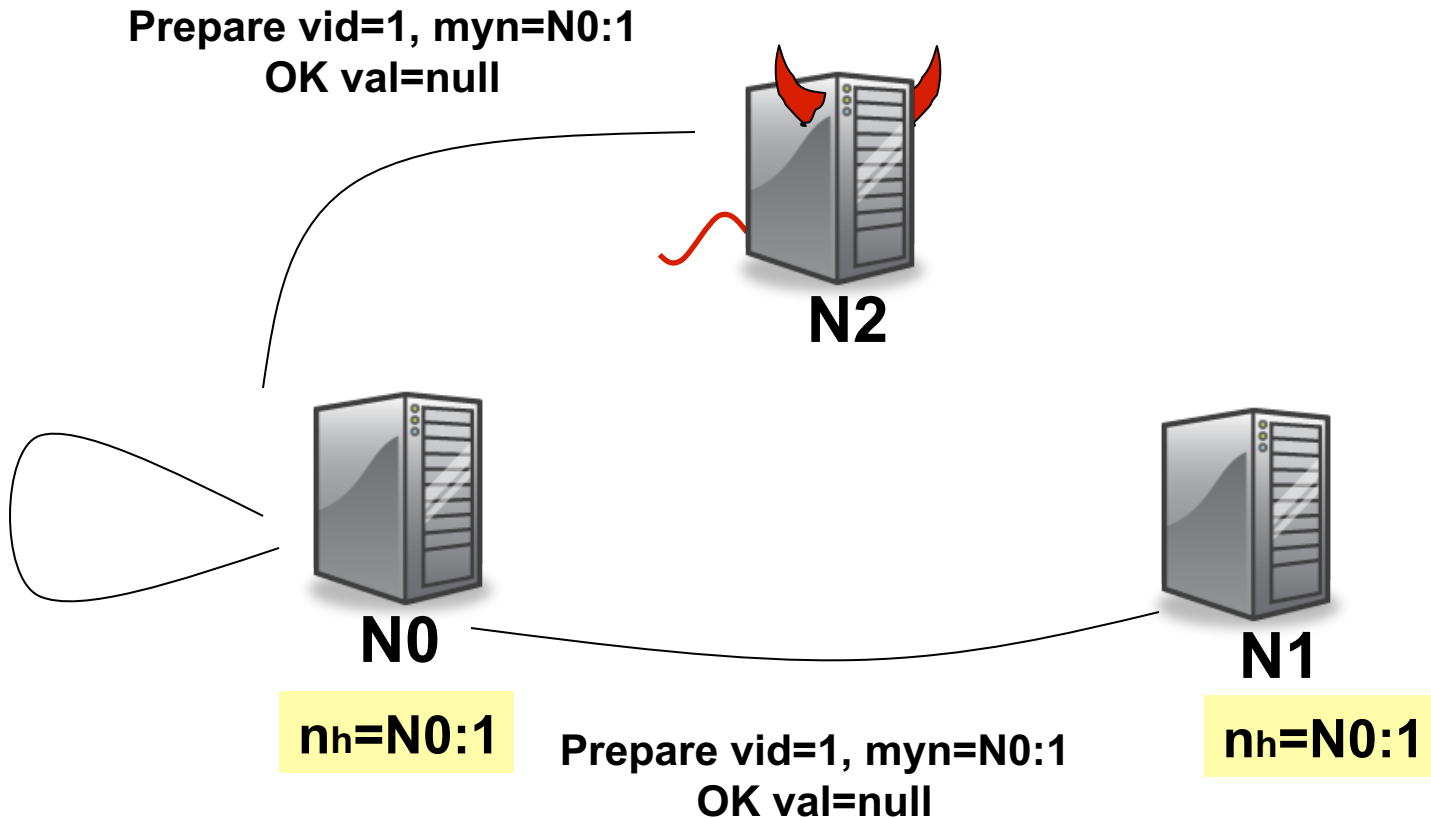 Prepare vid=1, myn=N0:1
OK val=null
N2
N0
N1
nh=N0:1
nh=N0:1
Prepare vid=1, myn=N0:1
OK val=null